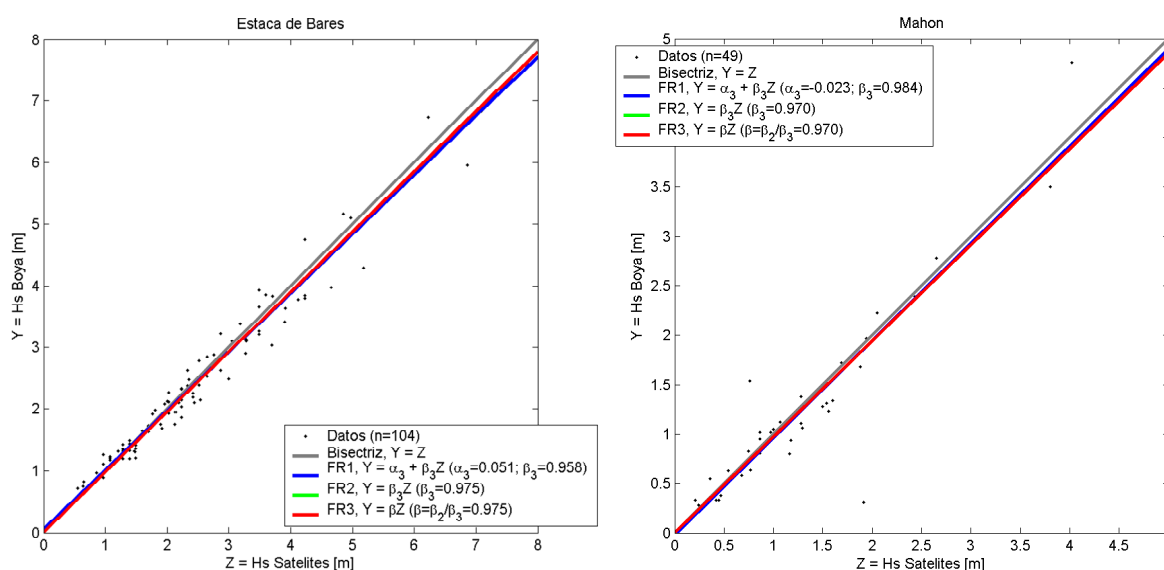 Estaca de Bares
8
7
6
5
4
3
2
1
0
Y = Hs Boya [m]
Datos (n=104)
Bisectriz, Y = Z
FR1, Y = α₃ + β₃Z (α₃=0.051; β₃=0.958)
FR2, Y = β₃Z (β₃=0.975)
FR3, Y = βZ (β=β₂/β₃=0.975)
0 1 2 3 4 5 6 7 8
Z = Hs Satelites [m]
Mahon
5
Datos (n=49)
Bisectriz, Y = Z
FR1, Y = α₃ + β₃Z (α₃=-0.023; β₃=0.984)
FR2, Y = β₃Z (β₃=0.970)
FR3, Y = βZ (β=β₂/β₃=0.970)
3.5
3
2.5
2
1.5
1
0.5
0
Y = Hs Boya [m]
0 0.5 1 1.5 2 2.5 3 3.5 4 4.5 5
Z = Hs Satelites [m]